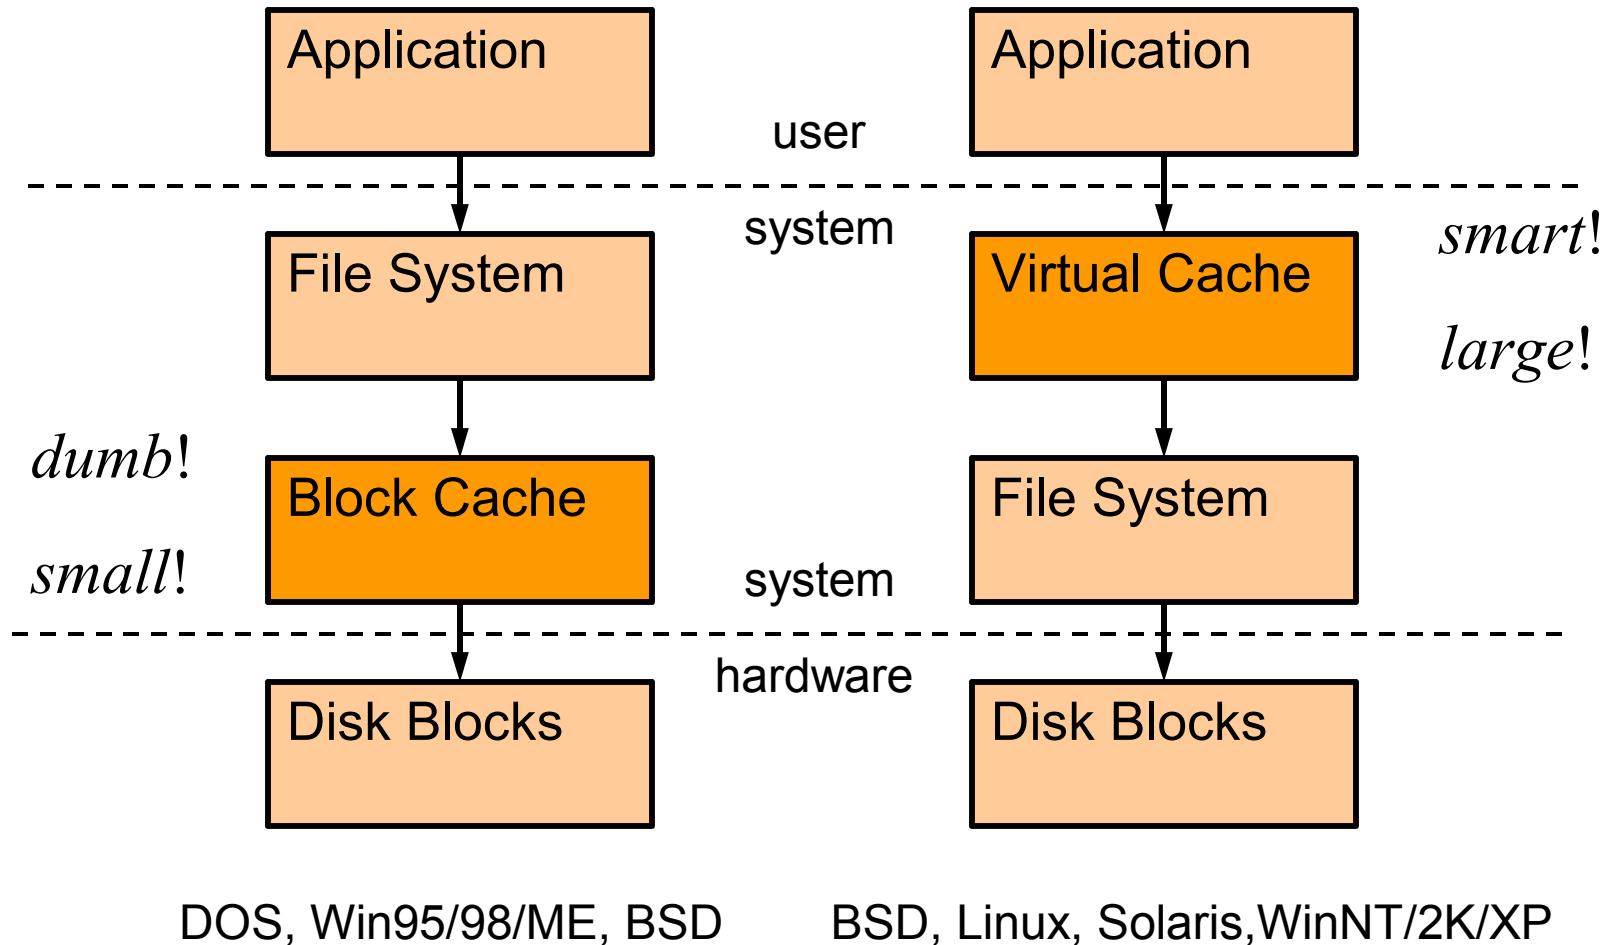 Application
Application
user
system
smart!
File System
Virtual Cache
large!
dumb!
Block Cache
File System
small!
system
hardware
Disk Blocks
Disk Blocks
DOS, Win95/98/ME, BSD
BSD, Linux, Solaris,WinNT/2K/XP